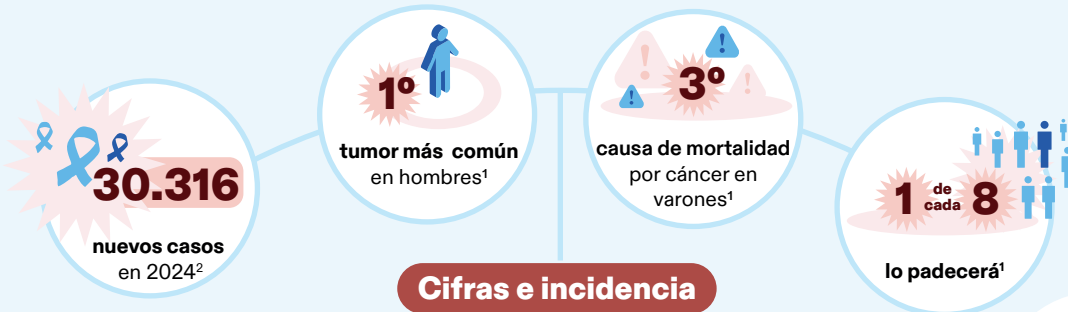 30.316
nuevos casos
en 2024²
1º
tumor más común
en hombres¹
3º
causa de mortalidad
por cáncer en
varones¹
1 de cada 8
lo padecerá¹
Cifras e incidencia